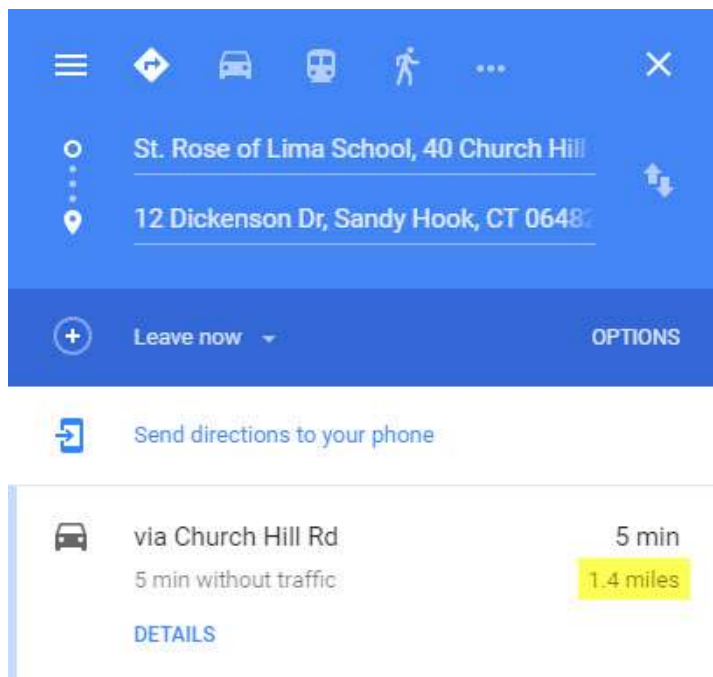 St. Rose of Lima School, 40 Church Hill
12 Dickenson Dr, Sandy Hook, CT 06482
Leave now OPTIONS
Send directions to your phone
via Church Hill Rd 5 min
5 min without traffic 1.4 miles
DETAILS